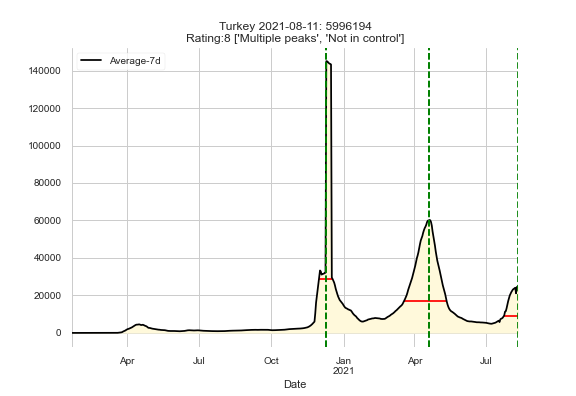 Turkey 2021-08-11: 5996194
Rating:8 ['Multiple peaks', 'Not in control']
Average-7d
140000
120000
100000
80000
60000
40000
20000
0
Apr Jul Oct Jan Apr Jul
2021
Date